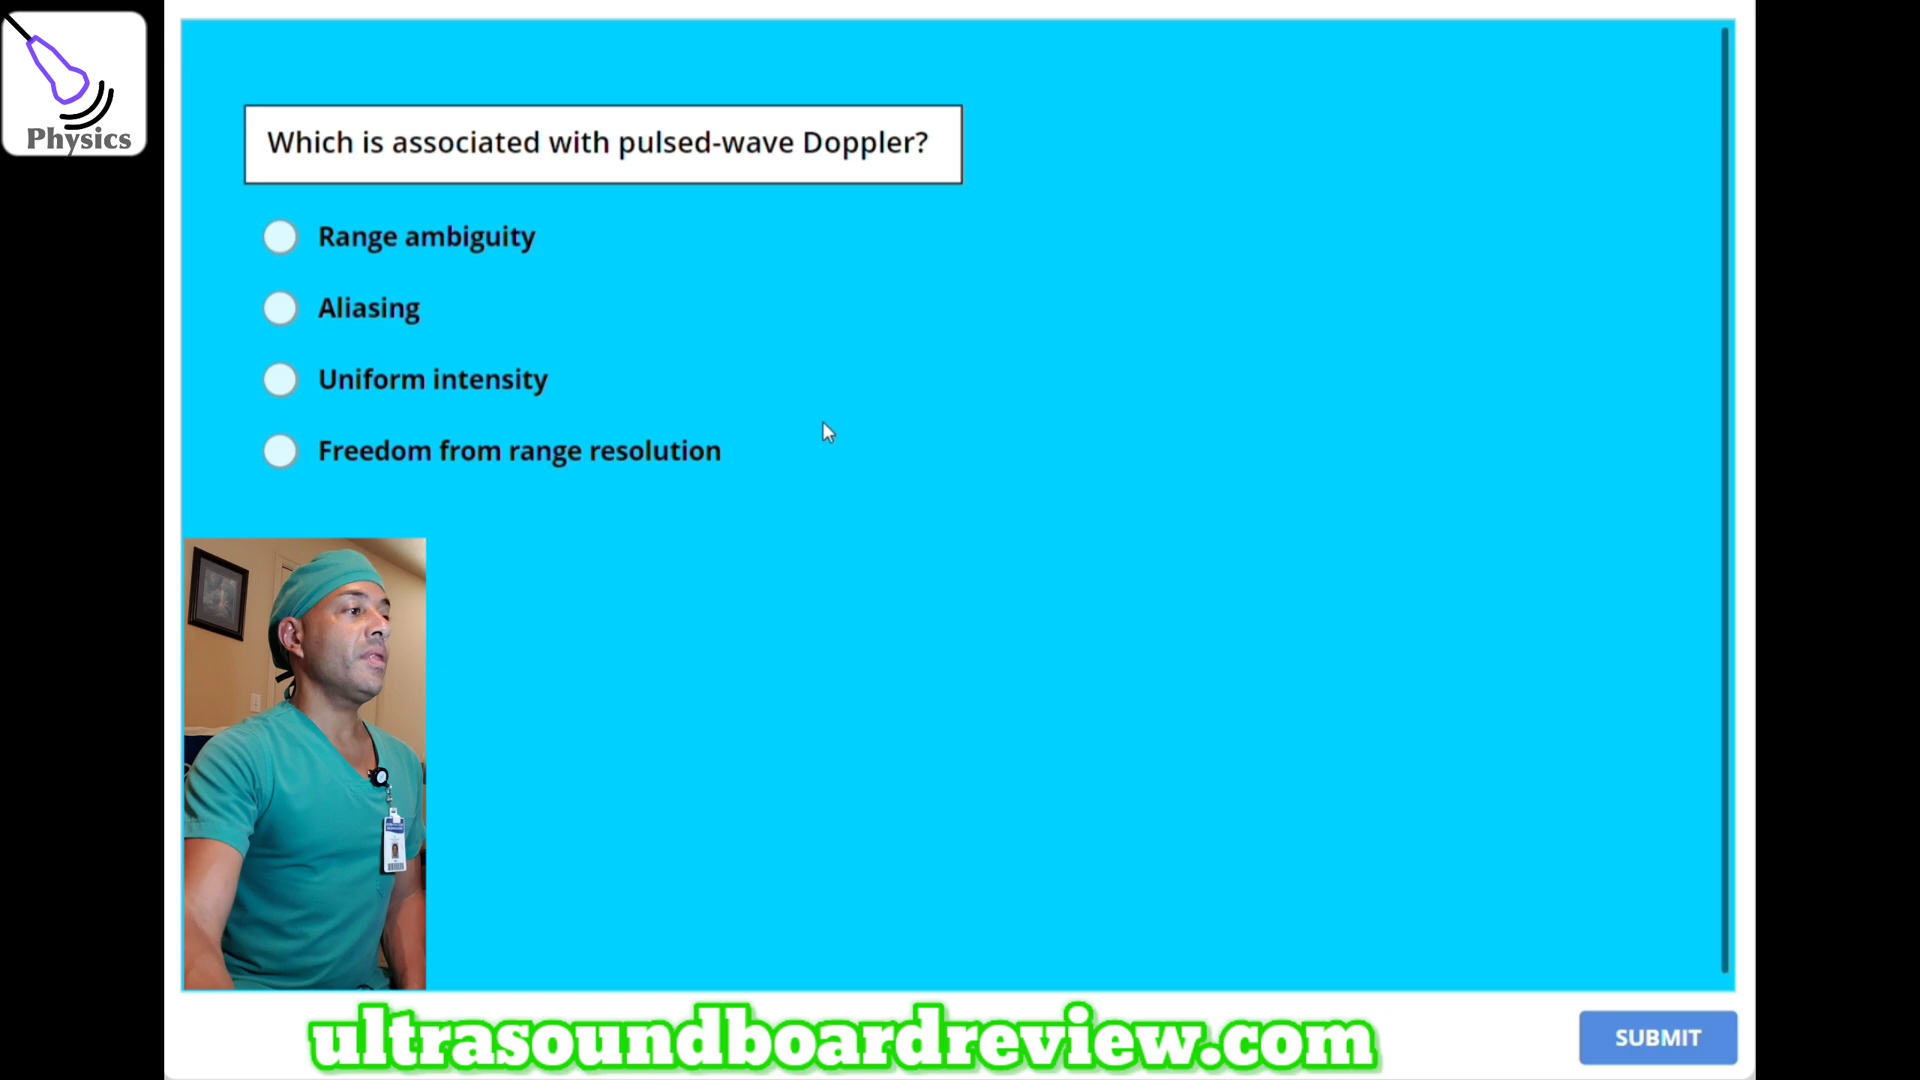 Physics
Which is associated with pulsed-wave Doppler?
Range ambiguity
Aliasing
Uniform intensity
Freedom from range resolution
ultrasoundboardreview.com
SUBMIT